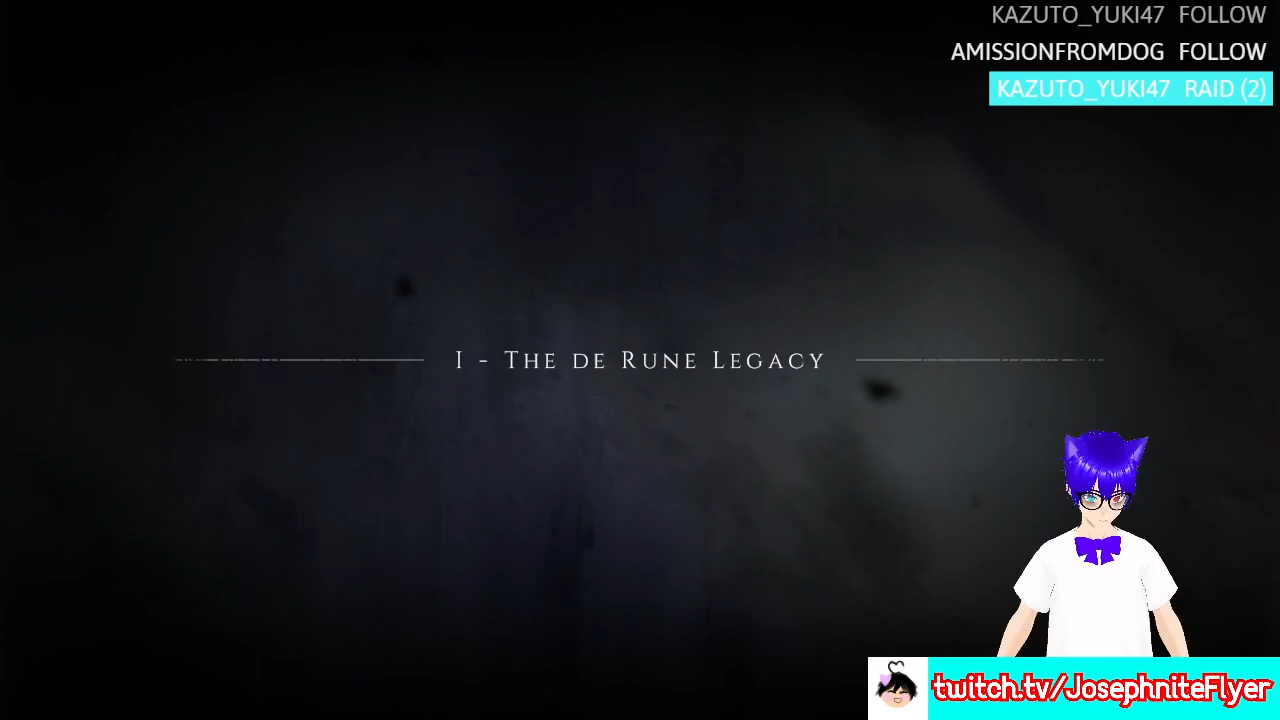 KAZUTO_YUKI47 FOLLOW
AMISSIONFROMDOG FOLLOW
KAZUTO_YUKI47 RAID (2)
I - The de Rune Legacy
twitch.tv/JosephniteFlyer